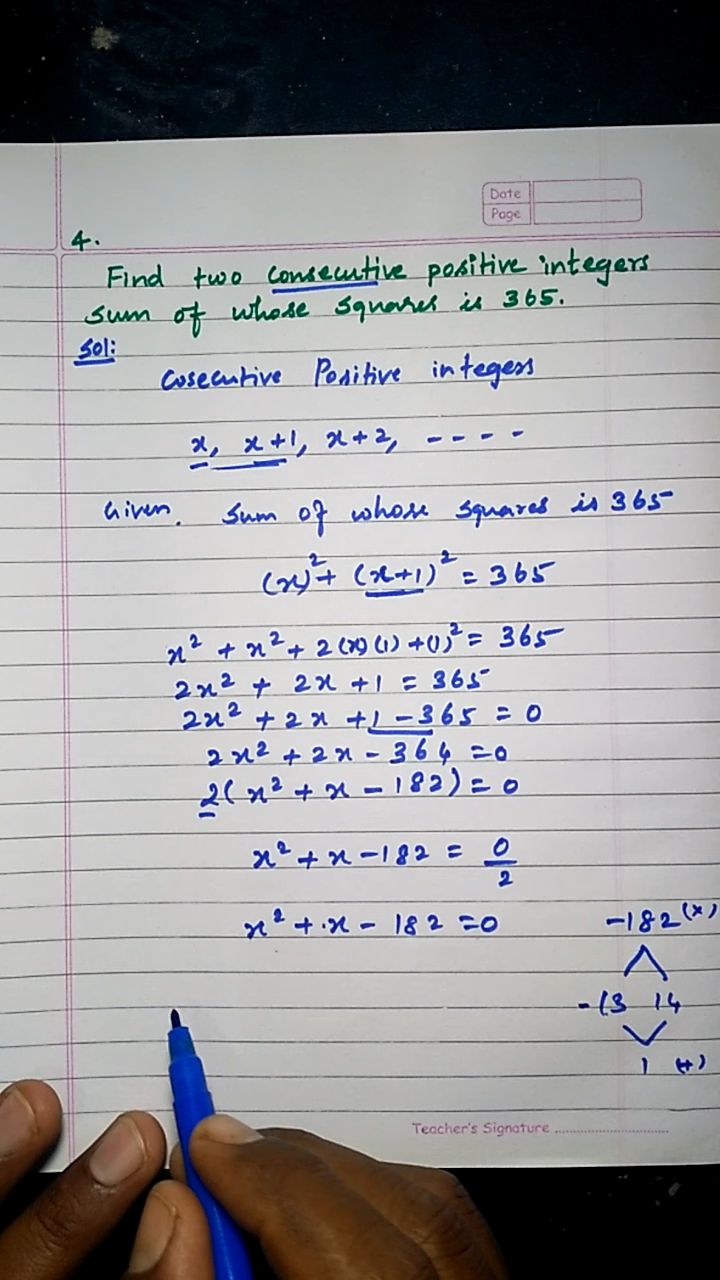 Date
Page
4.
Find two consecutive positive integers
sum of whose squares is 365.
Sol:
Cosecutive Positive integers
x, x+1, x+2, ----
Given. Sum of whose squares is 365
(x)² + (x+1)² = 365
x² + x² + 2(x)(1) + (1)² = 365
2x² + 2x + 1 = 365
2x² + 2x + 1 - 365 = 0
2x² + 2x - 364 = 0
2(x² + x - 182) = 0
x² + x - 182 = 0/2
x² + x - 182 = 0
-182 (x)
-13 14
1 (+)
Teacher's Signature ..............................